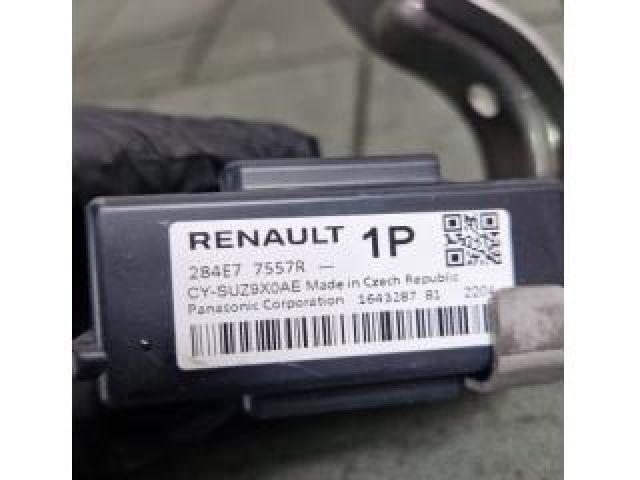 RENAULT 1P
284E7 7557R —
CY-SUZ9X0AE Made in Czech Republic
Panasonic Corporation 1643287 81